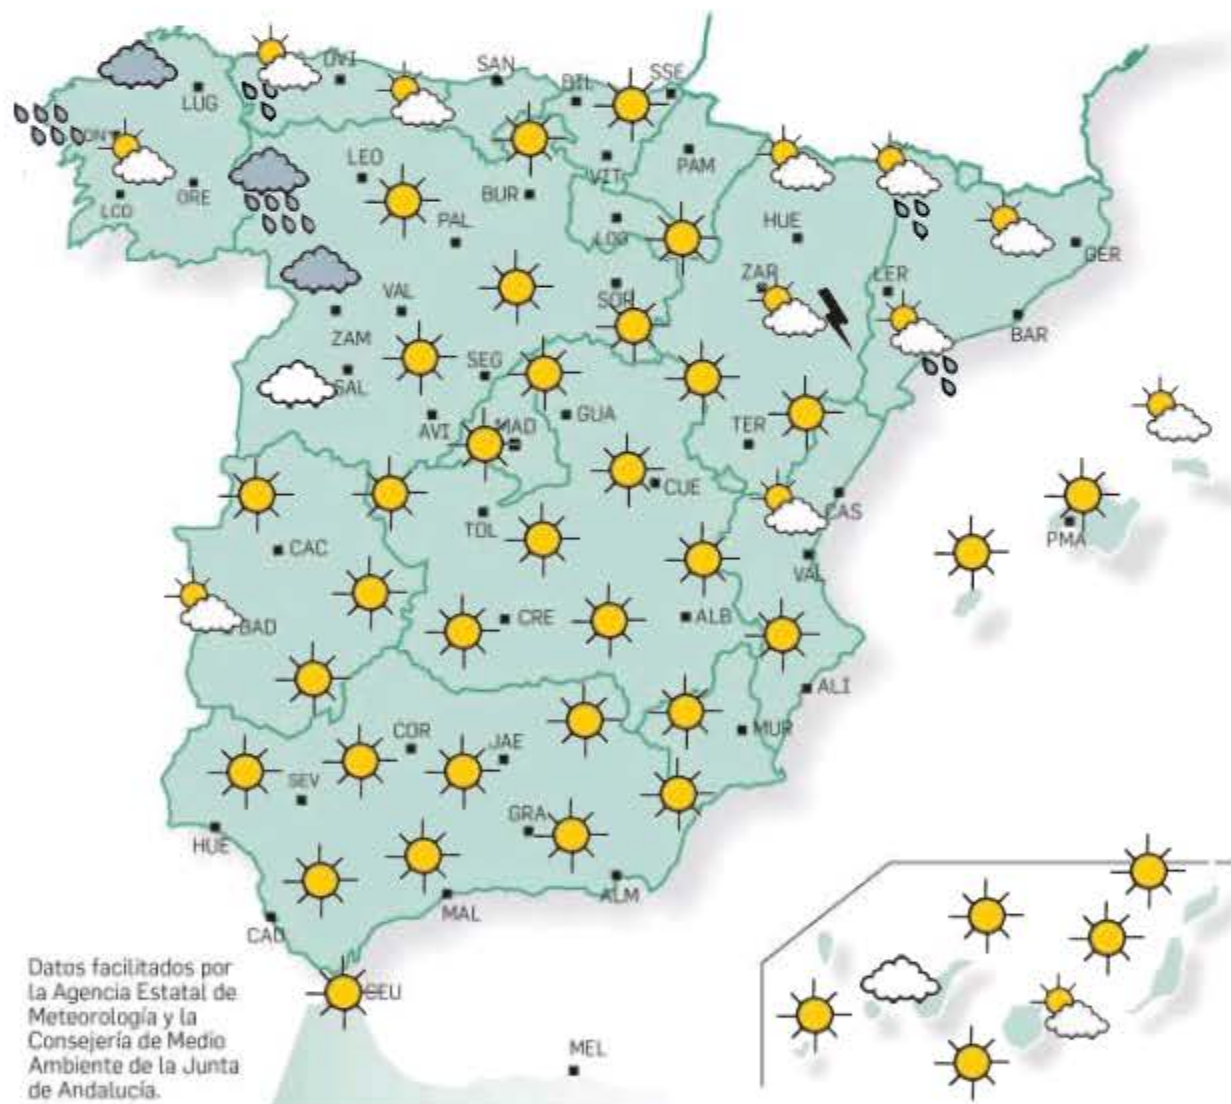 OVI
SAN
BIL
SSE
LUG
LEO
VIT
PAM
LCO
ORE
BUR
PAL
LOG
HUE
GER
ZAR
LER
SOR
VAL
ZAM
BAR
SEG
SAL
AVI
MAD
GUA
TER
CUE
CAS
TOL
PMA
CAC
VAL
BAD
CRE
ALB
ALI
COR
JAE
MUR
SEV
GRA
HUE
ALM
MAL
CAD
CEU
MEL
Datos facilitados por
la Agencia Estatal de
Meteorología y la
Consejería de Medio
Ambiente de la Junta
de Andalucía.